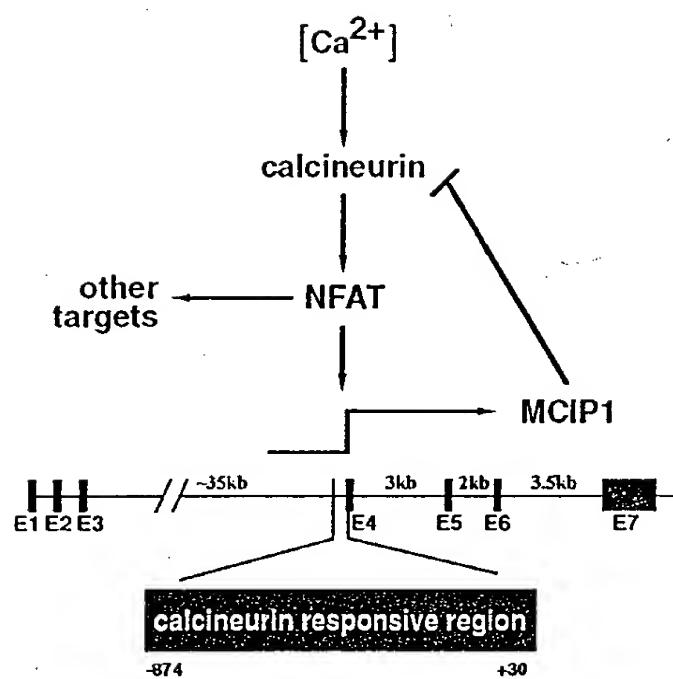 [Ca2+]
calcineurin
other
targets
NFAT
MCIP1
~35kb
3kb
2kb
3.5kb
E1 E2 E3
E4
E5
E6
E7
calcineurin responsive region
-874
+30